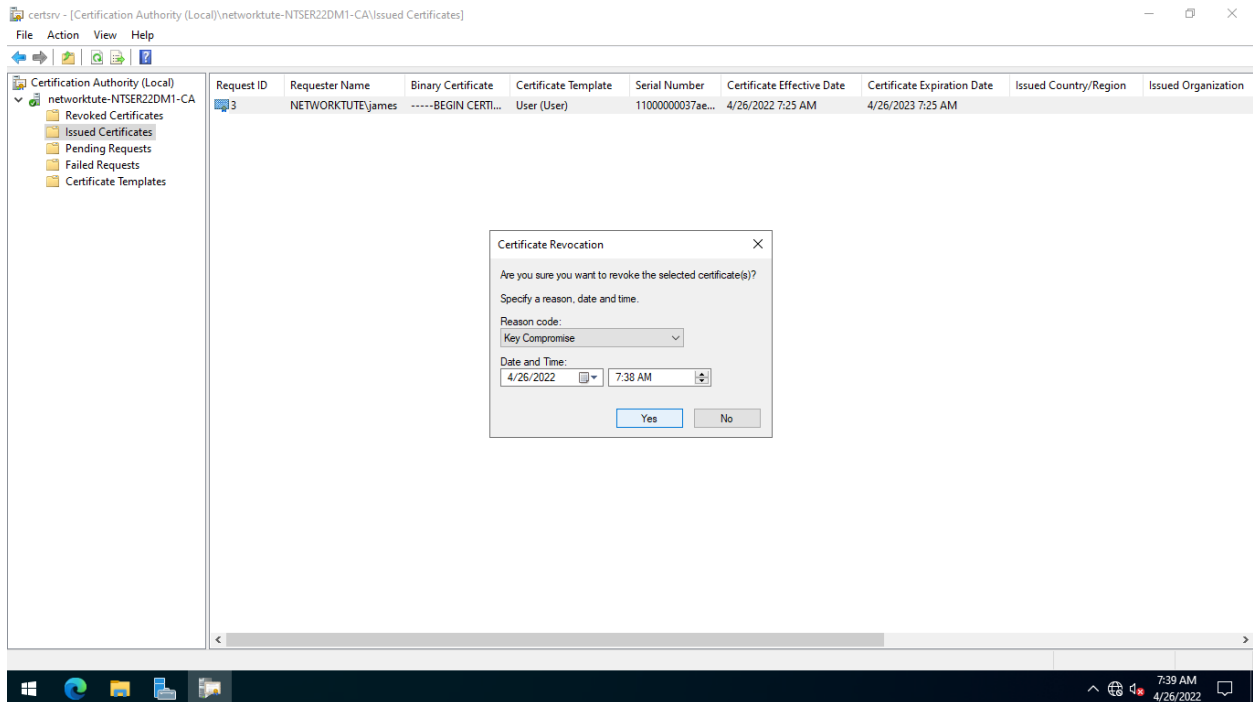 certsrv - [Certification Authority (Local)\networktute-NTSER22DM1-CA\Issued Certificates]
File Action View Help
Certification Authority (Local)
networktute-NTSER22DM1-CA
Revoked Certificates
Issued Certificates
Pending Requests
Failed Requests
Certificate Templates
Request ID Requester Name Binary Certificate Certificate Template Serial Number Certificate Effective Date Certificate Expiration Date Issued Country/Region Issued Organization
3 NETWORKTUTE\james -----BEGIN CERTI... User (User) 11000000037ae... 4/26/2022 7:25 AM 4/26/2023 7:25 AM
Certificate Revocation
Are you sure you want to revoke the selected certificate(s)?
Specify a reason, date and time.
Reason code:
Key Compromise
Date and Time:
4/26/2022 7:38 AM
Yes No
7:39 AM
4/26/2022